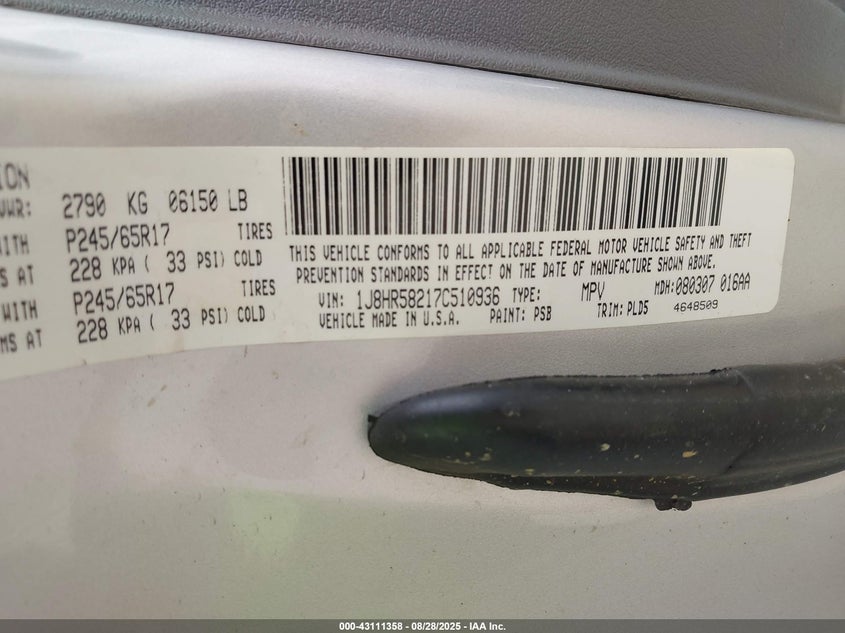 ION
VWR: 2790 KG 06150 LB
WITH P245/65R17 TIRES
S AT 228 KPA ( 33 PSI) COLD
WITH P245/65R17 TIRES
MS AT 228 KPA ( 33 PSI) COLD
THIS VEHICLE CONFORMS TO ALL APPLICABLE FEDERAL MOTOR VEHICLE SAFETY AND THEFT
PREVENTION STANDARDS IN EFFECT ON THE DATE OF MANUFACTURE SHOWN ABOVE.
VIN: 1J8HR58217C510936 TYPE: MPV MDH: 080307 016AA
VEHICLE MADE IN U.S.A. PAINT: PSB TRIM: PLD5 4648509
000-43111358 - 08/28/2025 - IAA Inc.